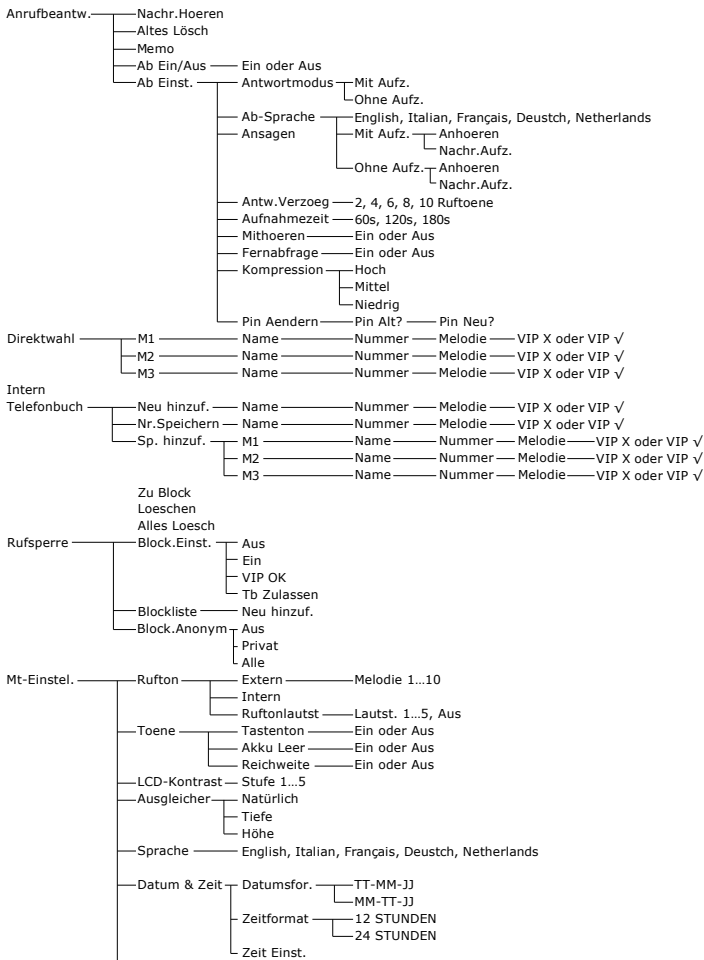 Anrufbeantw. Nachr.Hoeren
Altes Lösch
Memo
Ab Ein/Aus Ein oder Aus
Ab Einst. Antwortmodus Mit Aufz.
Ohne Aufz.
Ab-Sprache English, Italian, Français, Deustch, Netherlands
Ansagen Mit Aufz. Anhoeren
Nachr.Aufz.
Ohne Aufz. Anhoeren
Nachr.Aufz.
Antw.Verzoeg 2, 4, 6, 8, 10 Ruftoene
Aufnahmezeit 60s, 120s, 180s
Mithoeren Ein oder Aus
Fernabfrage Ein oder Aus
Kompression Hoch
Mittel
Niedrig
Pin Aendern Pin Alt? Pin Neu?
Direktwahl M1 Name Nummer Melodie VIP X oder VIP √
M2 Name Nummer Melodie VIP X oder VIP √
M3 Name Nummer Melodie VIP X oder VIP √
Intern
Telefonbuch Neu hinzuf. Name Nummer Melodie VIP X oder VIP √
Nr.Speichern Name Nummer Melodie VIP X oder VIP √
Sp. hinzuf. M1 Name Nummer Melodie VIP X oder VIP √
M2 Name Nummer Melodie VIP X oder VIP √
M3 Name Nummer Melodie VIP X oder VIP √
Zu Block
Loeschen
Alles Loesch
Rufsperre Block.Einst. Aus
Ein
VIP OK
Tb Zulassen
Blockliste Neu hinzuf.
Block.Anonym Aus
Privat
Alle
Mt-Einstel. Rufton Extern Melodie 1...10
Intern
Ruftonlautst Lautst. 1...5, Aus
Toene Tastenton Ein oder Aus
Akku Leer Ein oder Aus
Reichweite Ein oder Aus
LCD-Kontrast Stufe 1...5
Ausgleicher Natürlich
Tiefe
Höhe
Sprache English, Italian, Français, Deustch, Netherlands
Datum & Zeit Datumsfor. TT-MM-JJ
MM-TT-JJ
Zeitformat 12 STUNDEN
24 STUNDEN
Zeit Einst.